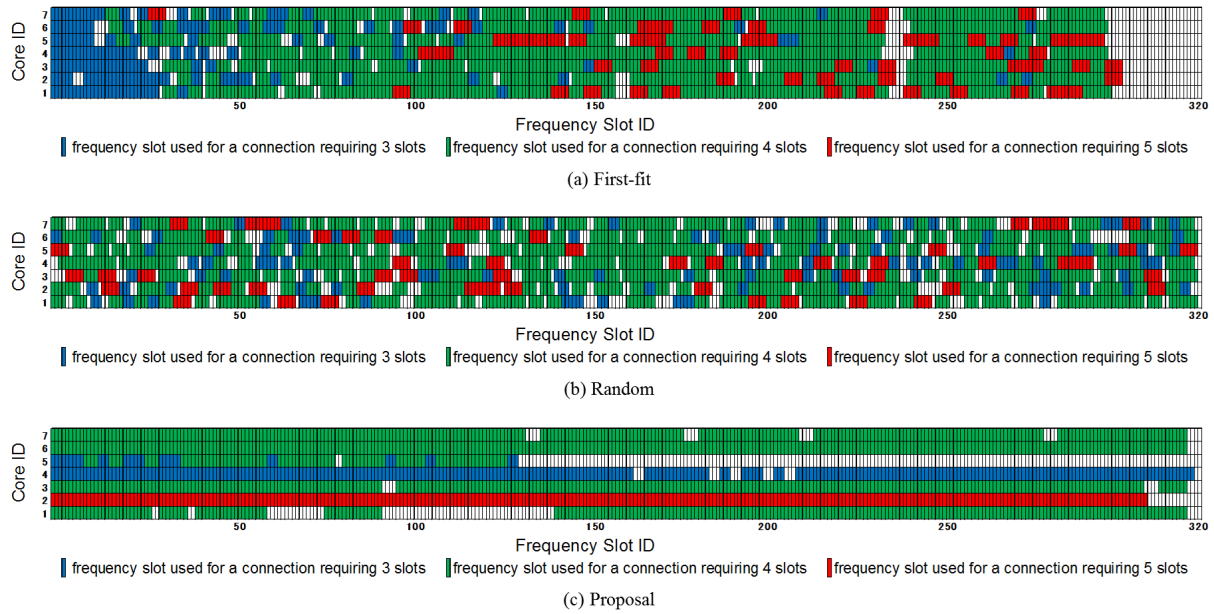 Core ID
7
6
5
4
3
2
1
50 100 150 200 250 320
Frequency Slot ID
frequency slot used for a connection requiring 3 slots frequency slot used for a connection requiring 4 slots frequency slot used for a connection requiring 5 slots
(a) First-fit
Core ID
7
6
5
4
3
2
1
50 100 150 200 250 320
Frequency Slot ID
frequency slot used for a connection requiring 3 slots frequency slot used for a connection requiring 4 slots frequency slot used for a connection requiring 5 slots
(b) Random
Core ID
7
6
5
4
3
2
1
50 100 150 200 250 320
Frequency Slot ID
frequency slot used for a connection requiring 3 slots frequency slot used for a connection requiring 4 slots frequency slot used for a connection requiring 5 slots
(c) Proposal